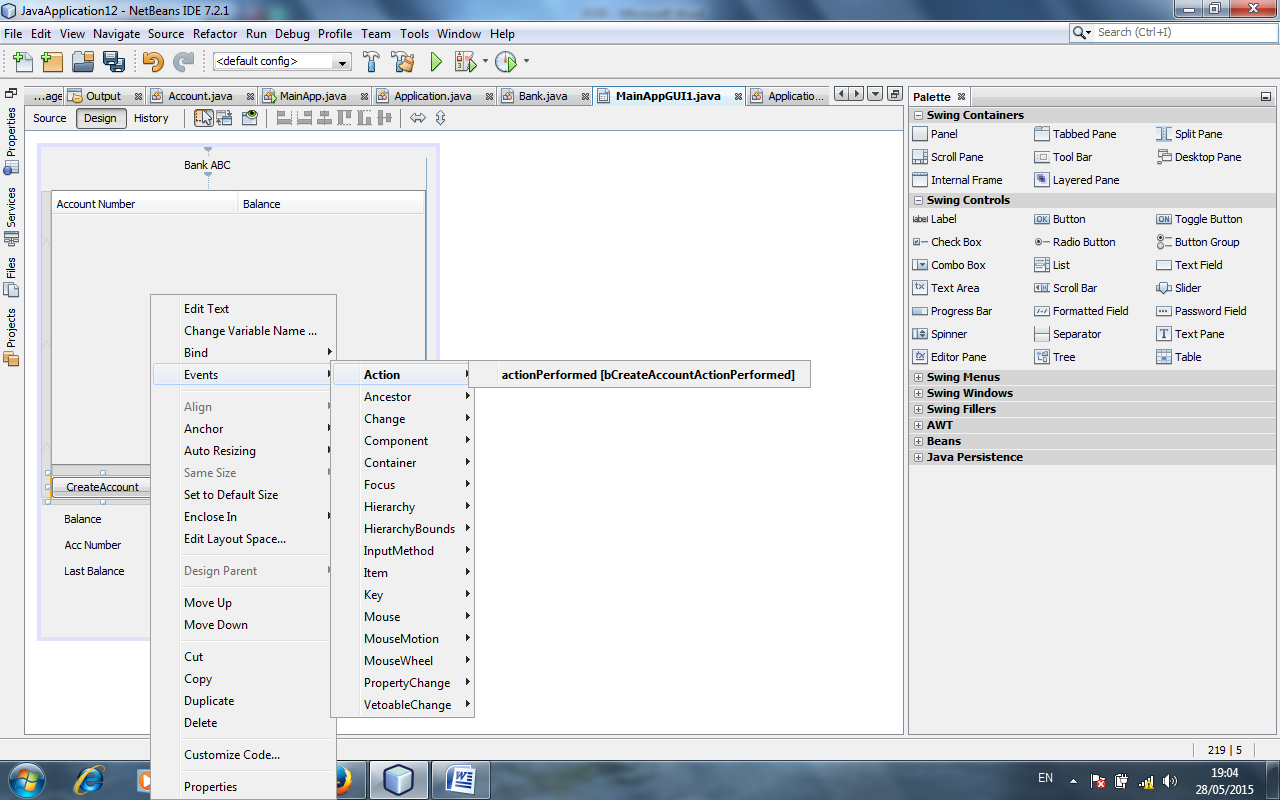 JavaApplication12 - NetBeans IDE 7.2.1
File Edit View Navigate Source Refactor Run Debug Profile Team Tools Window Help
Search (Ctrl+I)
<default config>
...age Output Account.java MainApp.java Application.java Bank.java MainAppGUI1.java Applicatio...
Source Design History
Properties
Services
Files
Projects
Bank ABC
Account Number Balance
CreateAccount
Balance
Acc Number
Last Balance
Edit Text
Change Variable Name ...
Bind
Events
Align
Anchor
Auto Resizing
Same Size
Set to Default Size
Enclose In
Edit Layout Space...
Design Parent
Move Up
Move Down
Cut
Copy
Duplicate
Delete
Customize Code...
Properties
Action
Ancestor
Change
Component
Container
Focus
Hierarchy
HierarchyBounds
InputMethod
Item
Key
Mouse
MouseMotion
MouseWheel
PropertyChange
VetoableChange
actionPerformed [bCreateAccountActionPerformed]
Palette
Swing Containers
Panel Tabbed Pane Split Pane
Scroll Pane Tool Bar Desktop Pane
Internal Frame Layered Pane
Swing Controls
label Label OK Button ON Toggle Button
Check Box Radio Button Button Group
Combo Box List Text Field
Text Area Scroll Bar Slider
Progress Bar Formatted Field Password Field
Spinner Separator T Text Pane
Editor Pane Tree Table
Swing Menus
Swing Windows
Swing Fillers
AWT
Beans
Java Persistence
219 | 5
EN
19:04
28/05/2015